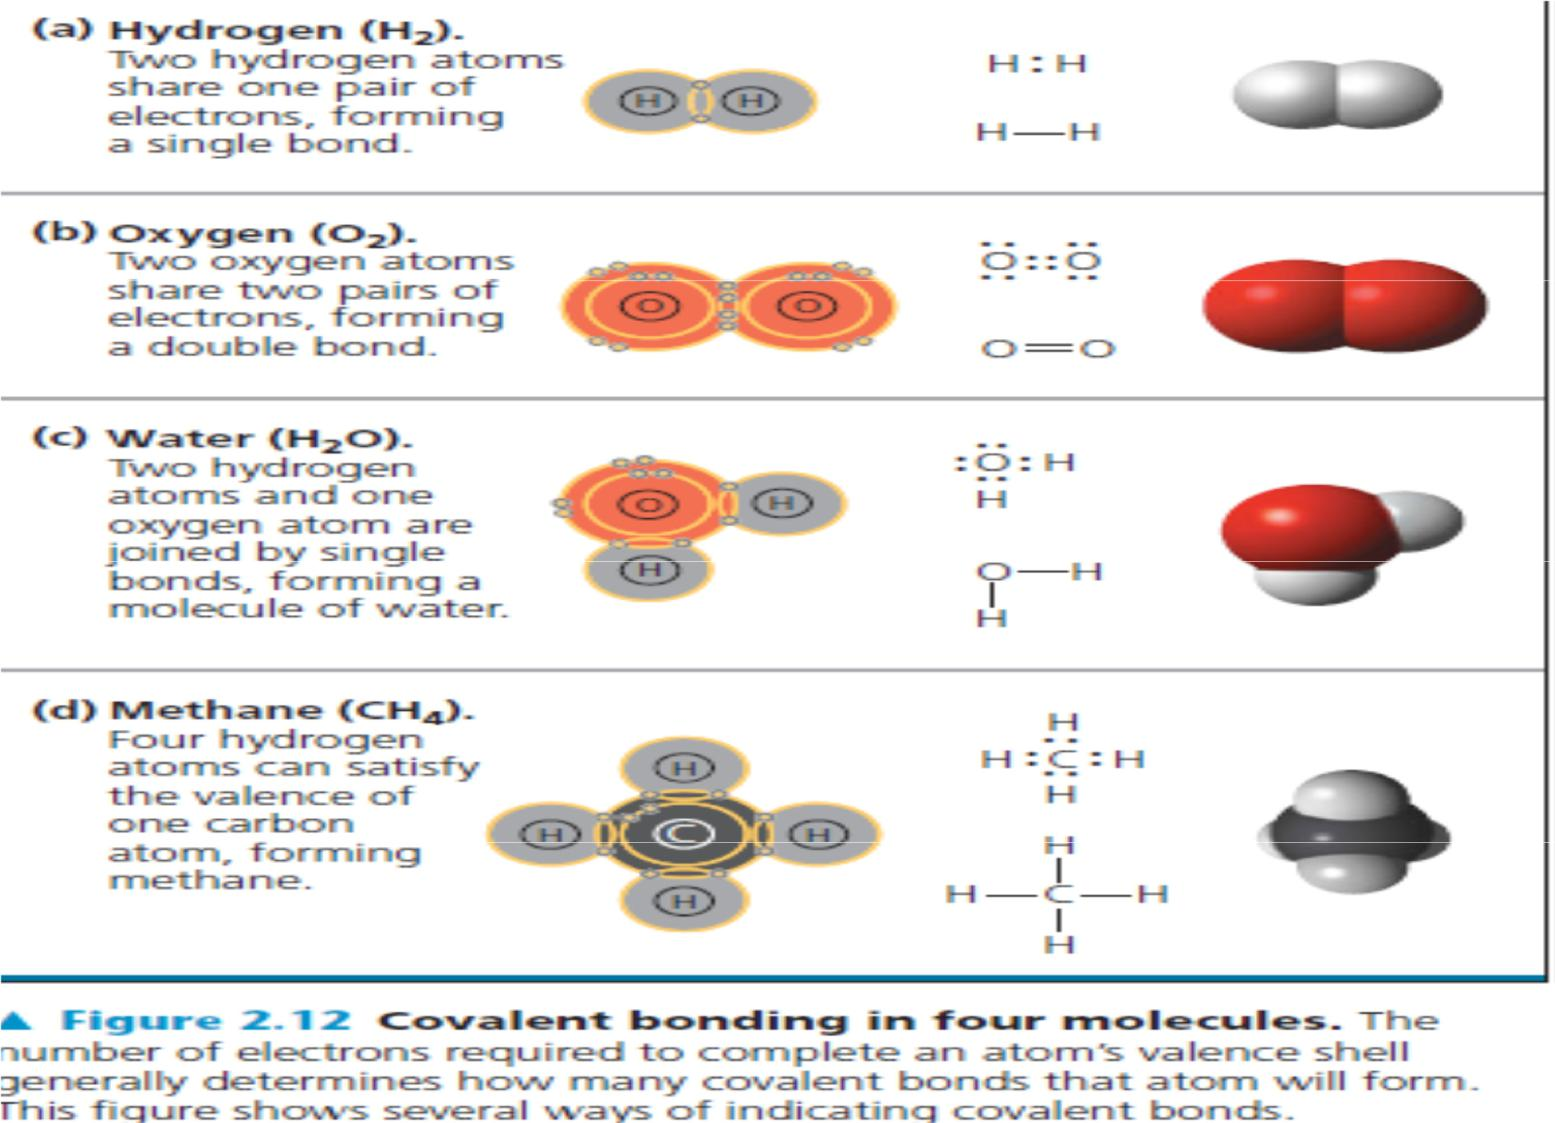 (a) Hydrogen (H₂).
Two hydrogen atoms
share one pair of
electrons, forming
a single bond.
H H
H : H
H—H
(b) Oxygen (O₂).
Two oxygen atoms
share two pairs of
electrons, forming
a double bond.
O O
O::O
O=O
(c) Water (H₂O).
Two hydrogen
atoms and one
oxygen atom are
joined by single
bonds, forming a
molecule of water.
O H
H
:O:H
H
O—H
H
(d) Methane (CH₄).
Four hydrogen
atoms can satisfy
the valence of
one carbon
atom, forming
methane.
H
H C H
H
H
H:C:H
H
H
H—C—H
H
▲ Figure 2.12 Covalent bonding in four molecules. The
number of electrons required to complete an atom's valence shell
generally determines how many covalent bonds that atom will form.
This figure shows several ways of indicating covalent bonds.